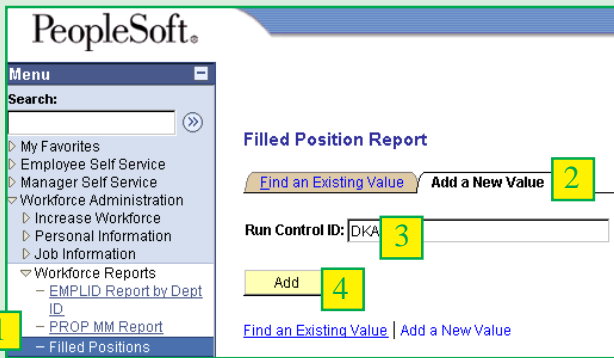 PeopleSoft®
Menu
Search:
My Favorites
Employee Self Service
Manager Self Service
Workforce Administration
Increase Workforce
Personal Information
Job Information
Workforce Reports
– EMPLID Report by Dept
ID
– PROP MM Report
1
– Filled Positions
Filled Position Report
Find an Existing Value
Add a New Value
2
Run Control ID: DKA
3
Add
4
Find an Existing Value | Add a New Value